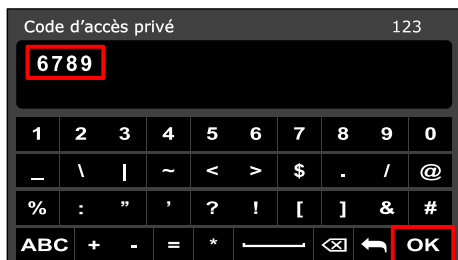 Code d'accès privé 123
6789
1 2 3 4 5 6 7 8 9 0
_ \ | ~ < > $ . / @
% : " ' ? ! [ ] & #
ABC + - = * OK